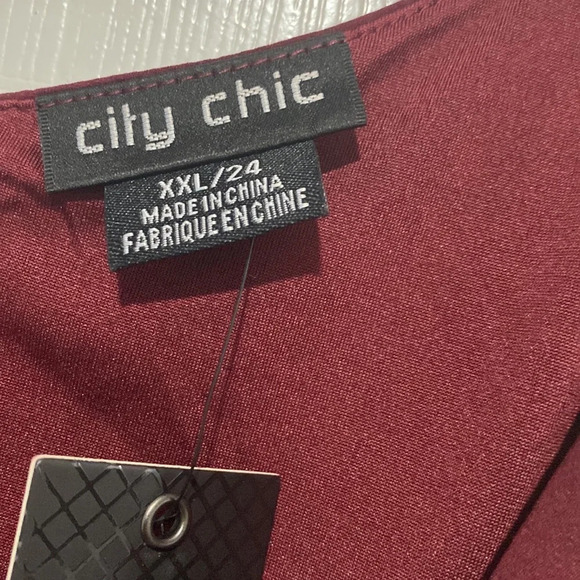 city chic
XXL/24
MADE IN CHINA
FABRIQUE EN CHINE